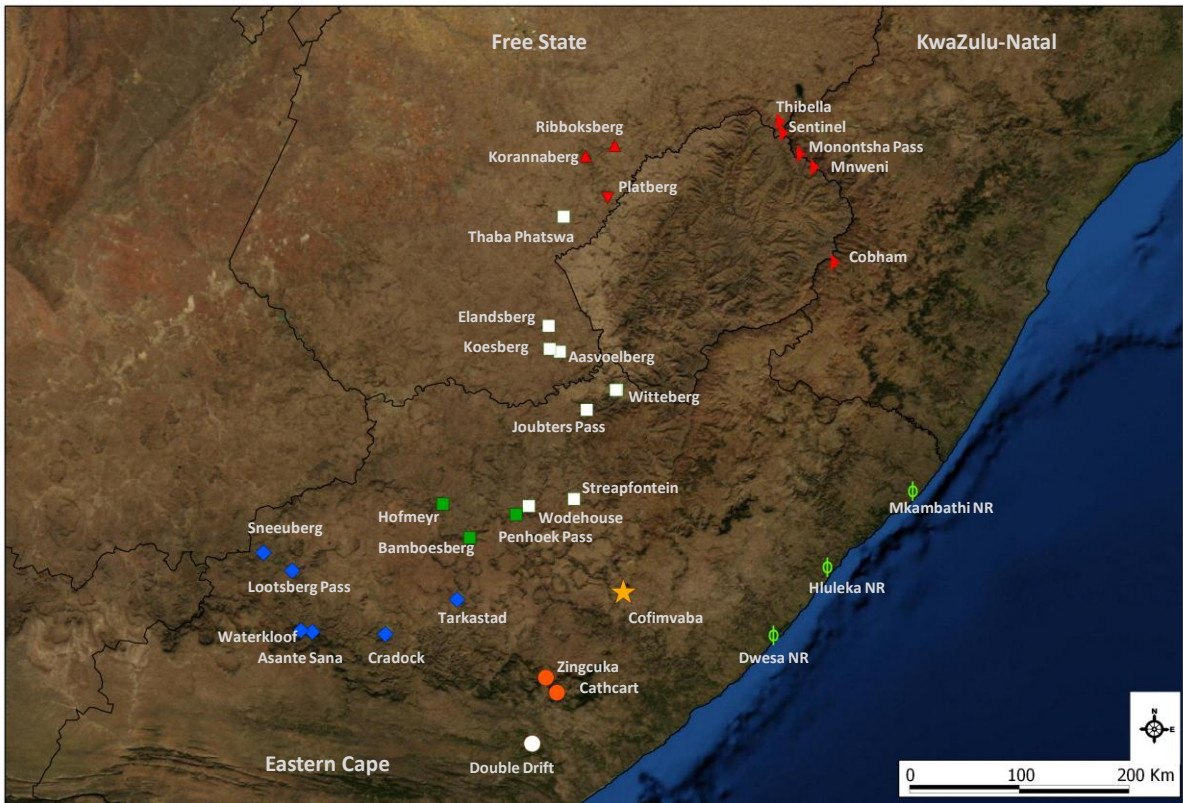 Free State
KwaZulu-Natal
Thibella
Sentinel
Ribboksberg
Monontsha Pass
Korannaberg
Mnweni
Platberg
Thaba Phatswa
Cobham
Elandsberg
Koesberg
Aasvoelberg
Witteberg
Joubters Pass
Streapfontein
Mkambathi NR
Hofmeyr
Wodehouse
Sneeuberg
Penhoek Pass
Bamboesberg
Lootsberg Pass
Hluleka NR
Tarkastad
Cofimvaba
Waterkloof
Asante Sana
Cradock
Dwesa NR
Zingcuka
Cathcart
N
E
Eastern Cape
Double Drift
0 100 200 Km